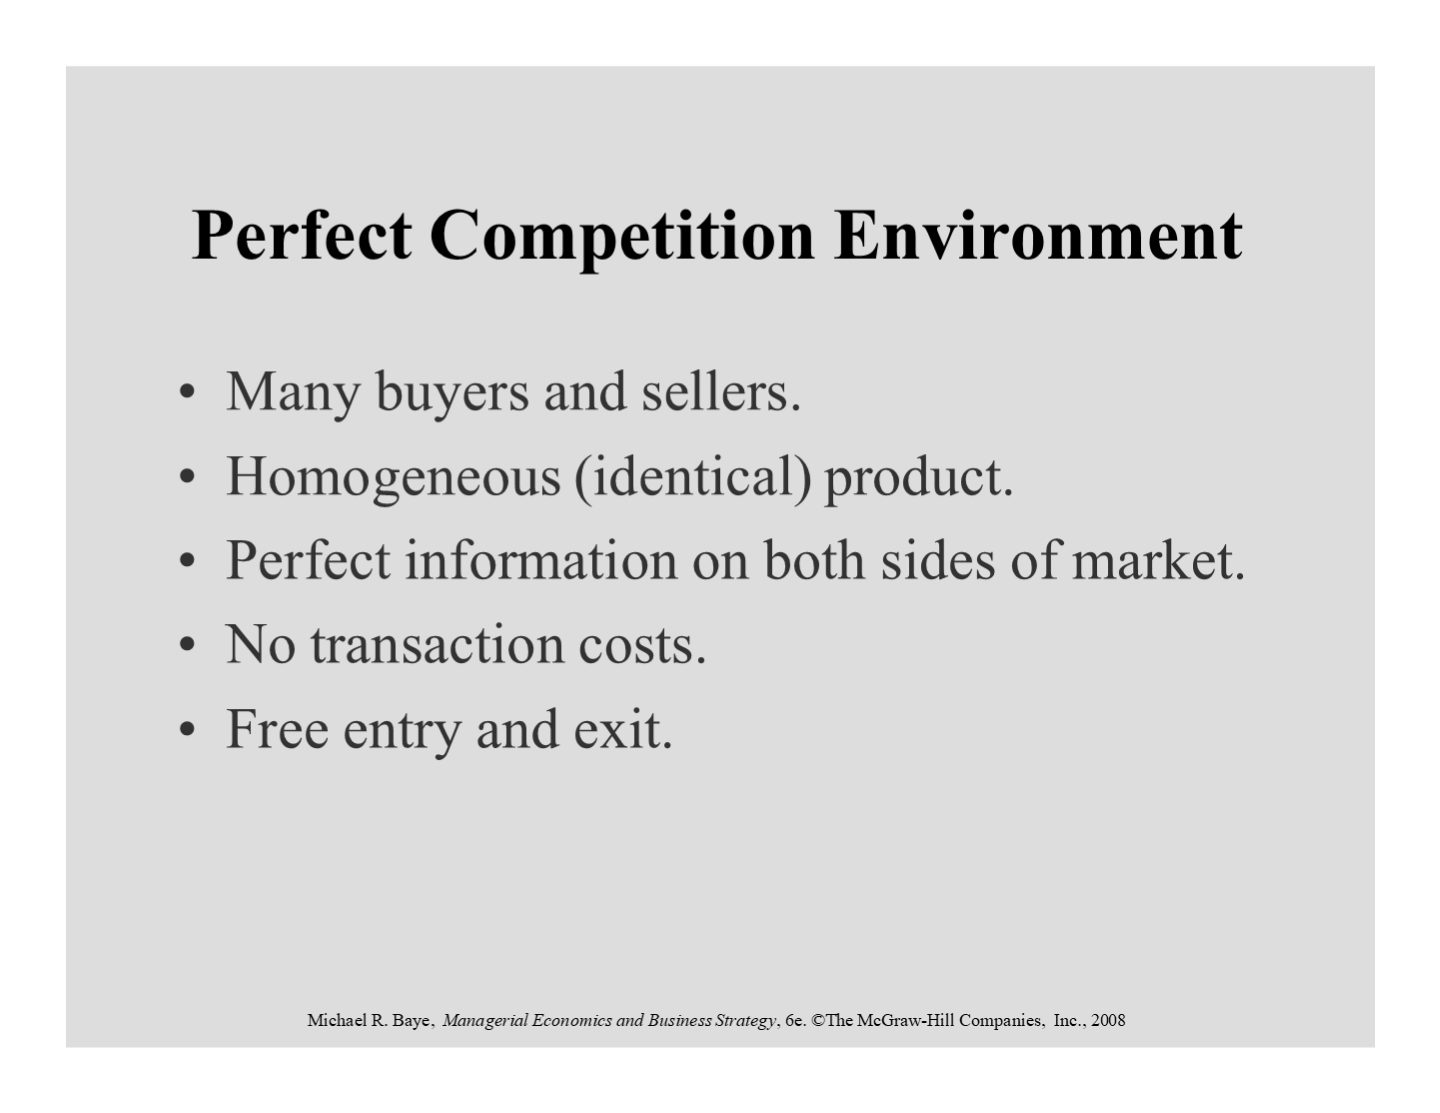 Perfect Competition Environment
• Many buyers and sellers.
• Homogeneous (identical) product.
• Perfect information on both sides of market.
• No transaction costs.
• Free entry and exit.
Michael R. Baye, Managerial Economics and Business Strategy, 6e. ©The McGraw-Hill Companies, Inc., 2008